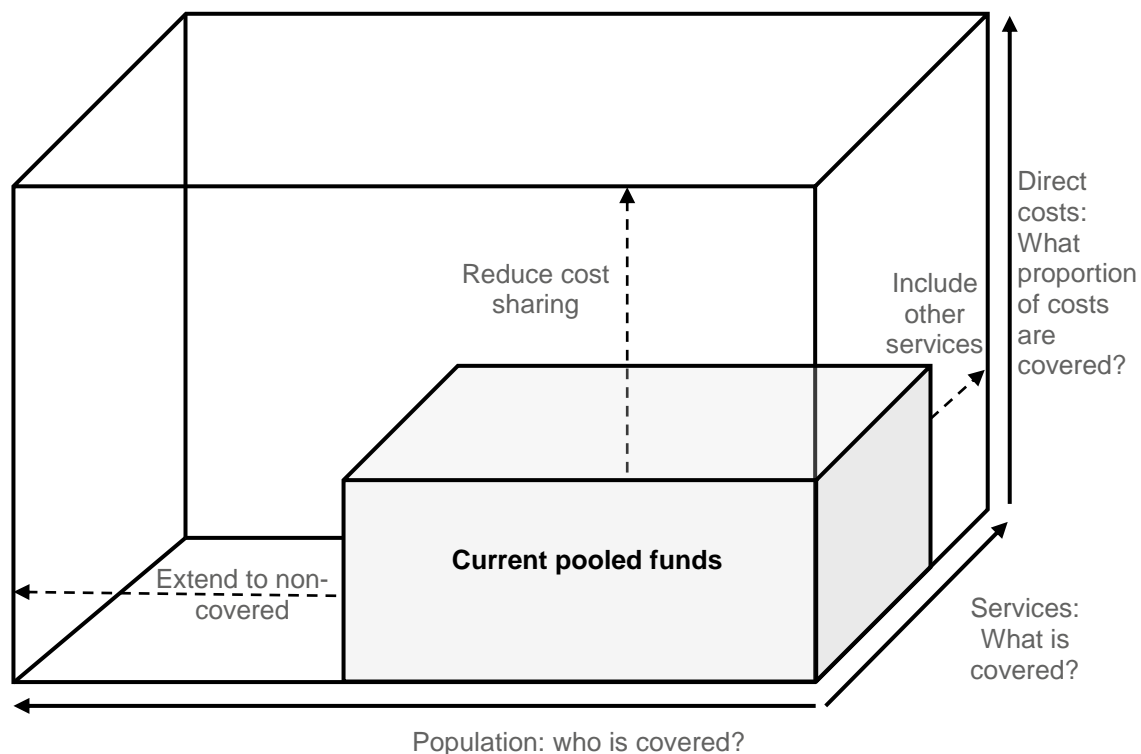 Direct
costs:
What
proportion
of costs
are
covered?
Reduce cost
sharing
Include
other
services
Current pooled funds
Extend to non-
covered
Services:
What is
covered?
Population: who is covered?